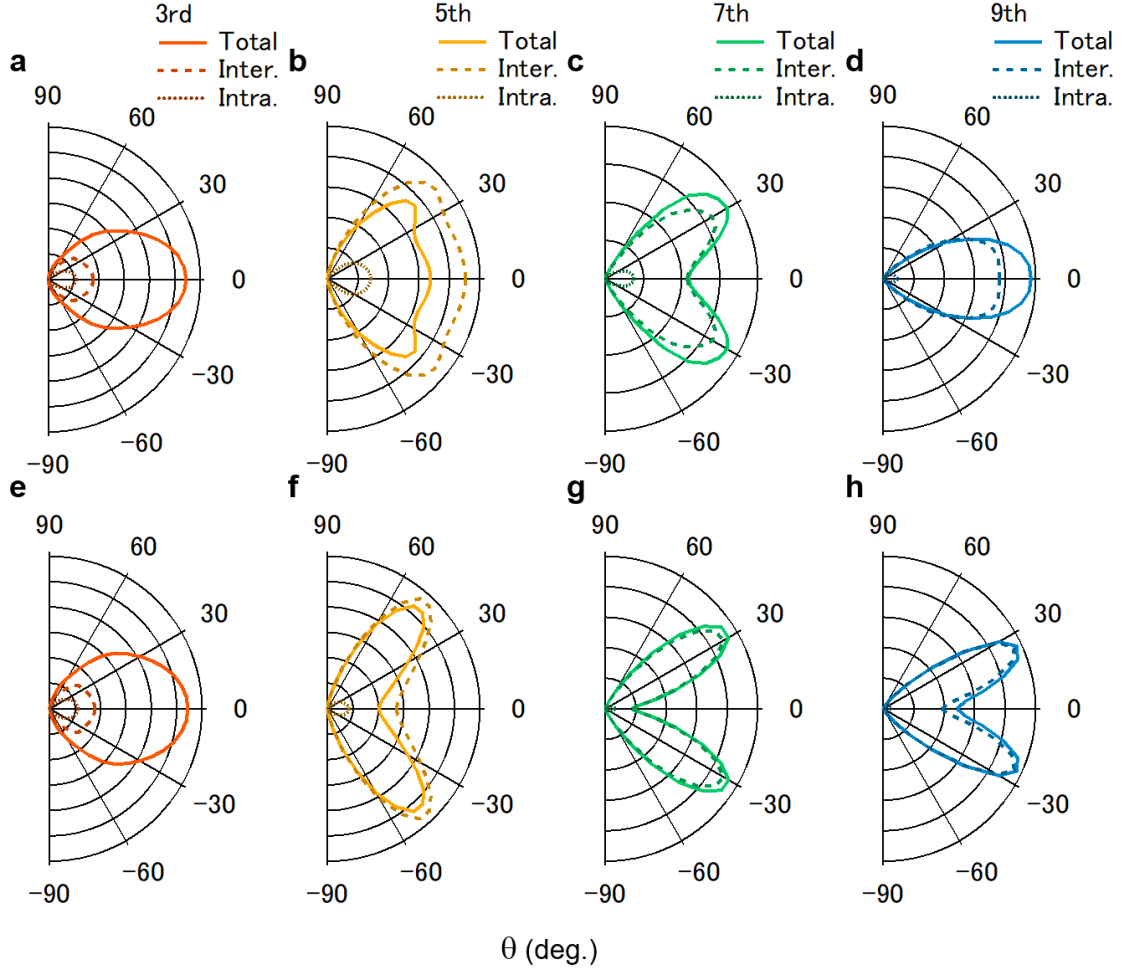 3rd 5th 7th 9th
a Total b Total c Total d Total
Inter. Inter. Inter. Inter.
Intra. Intra. Intra. Intra.
90 90 90 90
60 60 60 60
30 30 30 30
0 0 0 0
-30 -30 -30 -30
-60 -60 -60 -60
-90 -90 -90 -90
e f g h
90 90 90 90
60 60 60 60
30 30 30 30
0 0 0 0
-30 -30 -30 -30
-60 -60 -60 -60
-90 -90 -90 -90
θ (deg.)